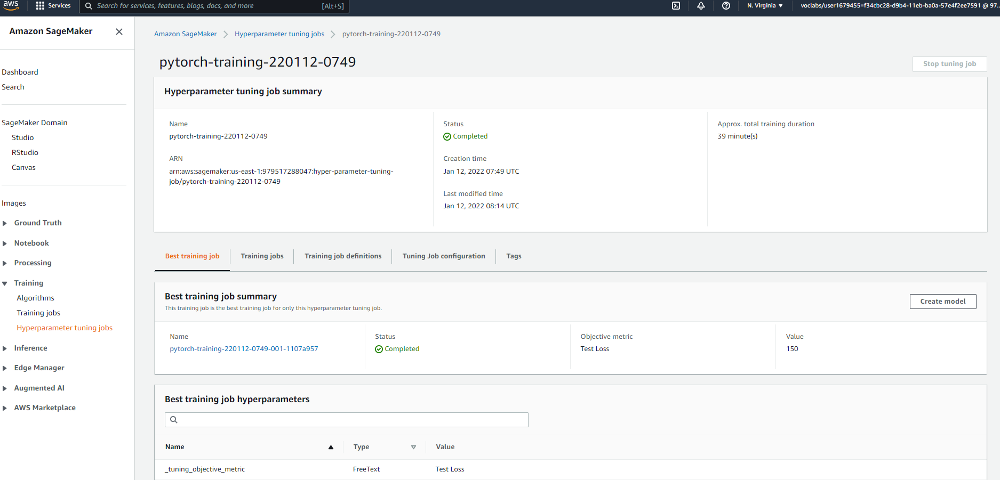 aws
Services
Search for services, features, blogs, docs, and more
[Alt+S]
N. Virginia
voclabs/user1679455=f34cbc28-d9b4-11eb-ba0a-57e4f2ee7591 @ 97...
Amazon SageMaker
Dashboard
Search
SageMaker Domain
Studio
RStudio
Canvas
Images
Ground Truth
Notebook
Processing
Training
Algorithms
Training jobs
Hyperparameter tuning jobs
Inference
Edge Manager
Augmented AI
AWS Marketplace
Amazon SageMaker
Hyperparameter tuning jobs
pytorch-training-220112-0749
pytorch-training-220112-0749
Stop tuning job
Hyperparameter tuning job summary
Name
pytorch-training-220112-0749
ARN
arn:aws:sagemaker:us-east-1:979517288047:hyper-parameter-tuning-
job/pytorch-training-220112-0749
Status
Completed
Creation time
Jan 12, 2022 07:49 UTC
Last modified time
Jan 12, 2022 08:14 UTC
Approx. total training duration
39 minute(s)
Best training job
Training jobs
Training job definitions
Tuning Job configuration
Tags
Best training job summary
This training job is the best training job for only this hyperparameter tuning job.
Create model
Name
pytorch-training-220112-0749-001-1107a957
Status
Completed
Objective metric
Test Loss
Value
150
Best training job hyperparameters
Name
Type
Value
_tuning_objective_metric
FreeText
Test Loss